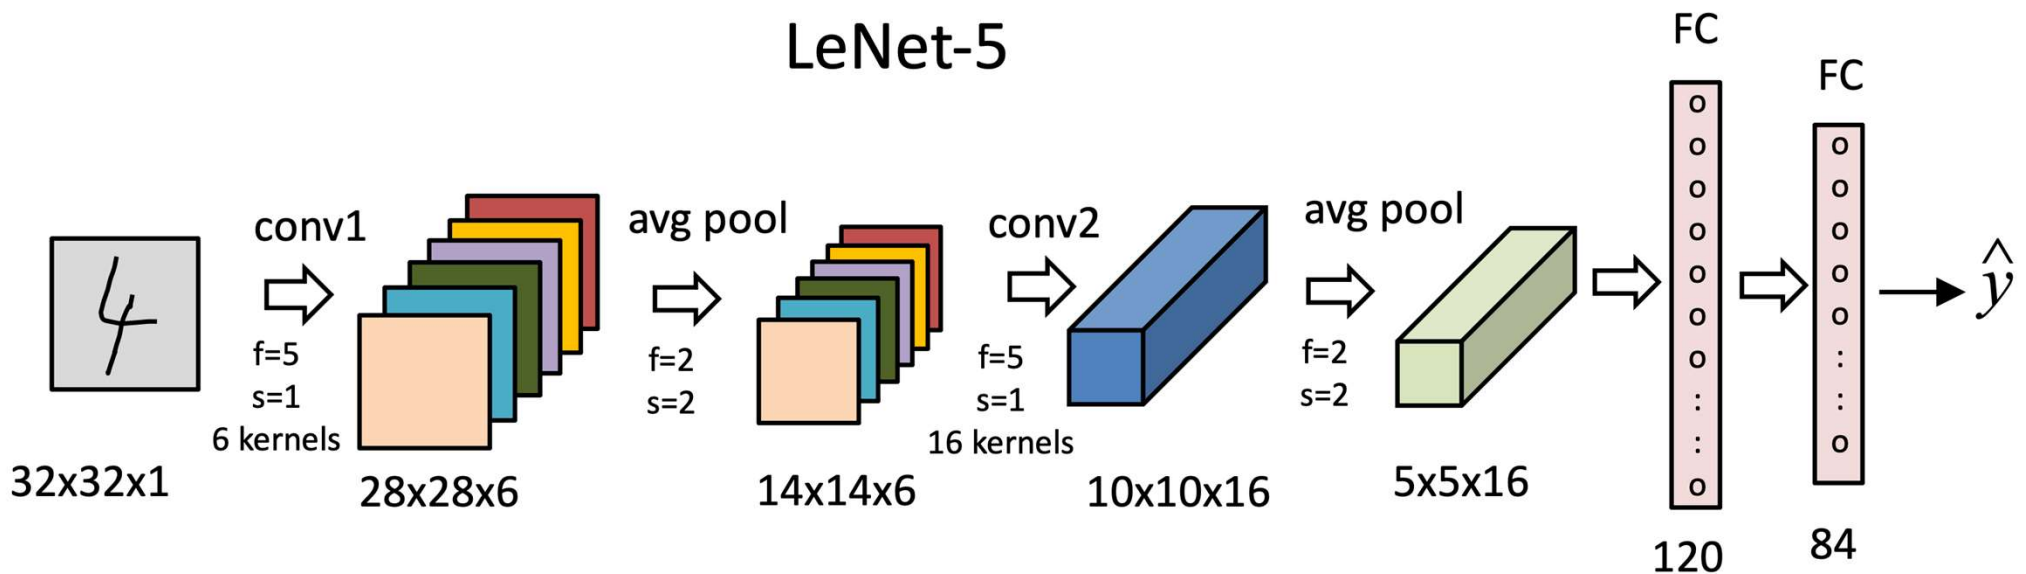 LeNet-5
32x32x1
4
conv1
f=5
s=1
6 kernels
28x28x6
avg pool
f=2
s=2
14x14x6
conv2
f=5
s=1
16 kernels
10x10x16
avg pool
f=2
s=2
5x5x16
FC
120
FC
84
ŷ